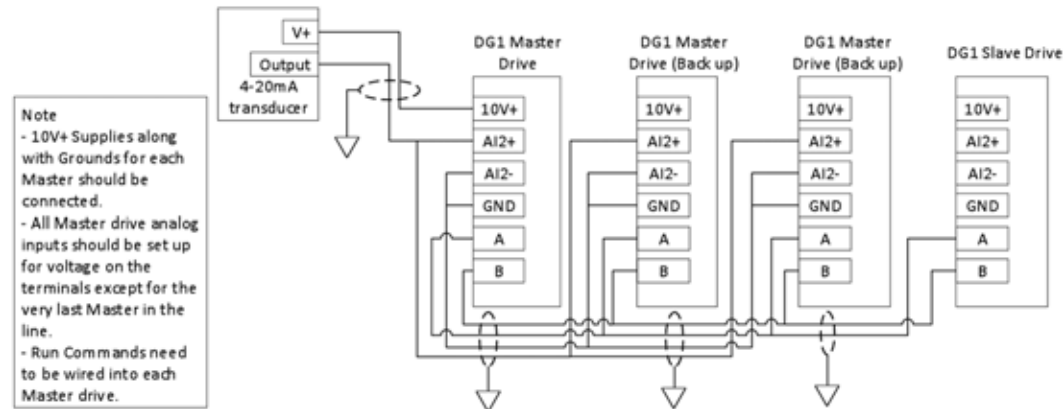 V+
Output
4-20mA
transducer
Note
- 10V+ Supplies along
with Grounds for each
Master should be
connected.
- All Master drive analog
inputs should be set up
for voltage on the
terminals except for the
very last Master in the
line.
- Run Commands need
to be wired into each
Master drive.
DG1 Master
Drive
10V+
AI2+
AI2-
GND
A
B
DG1 Master
Drive (Back up)
10V+
AI2+
AI2-
GND
A
B
DG1 Master
Drive (Back up)
10V+
AI2+
AI2-
GND
A
B
DG1 Slave Drive
10V+
AI2+
AI2-
GND
A
B